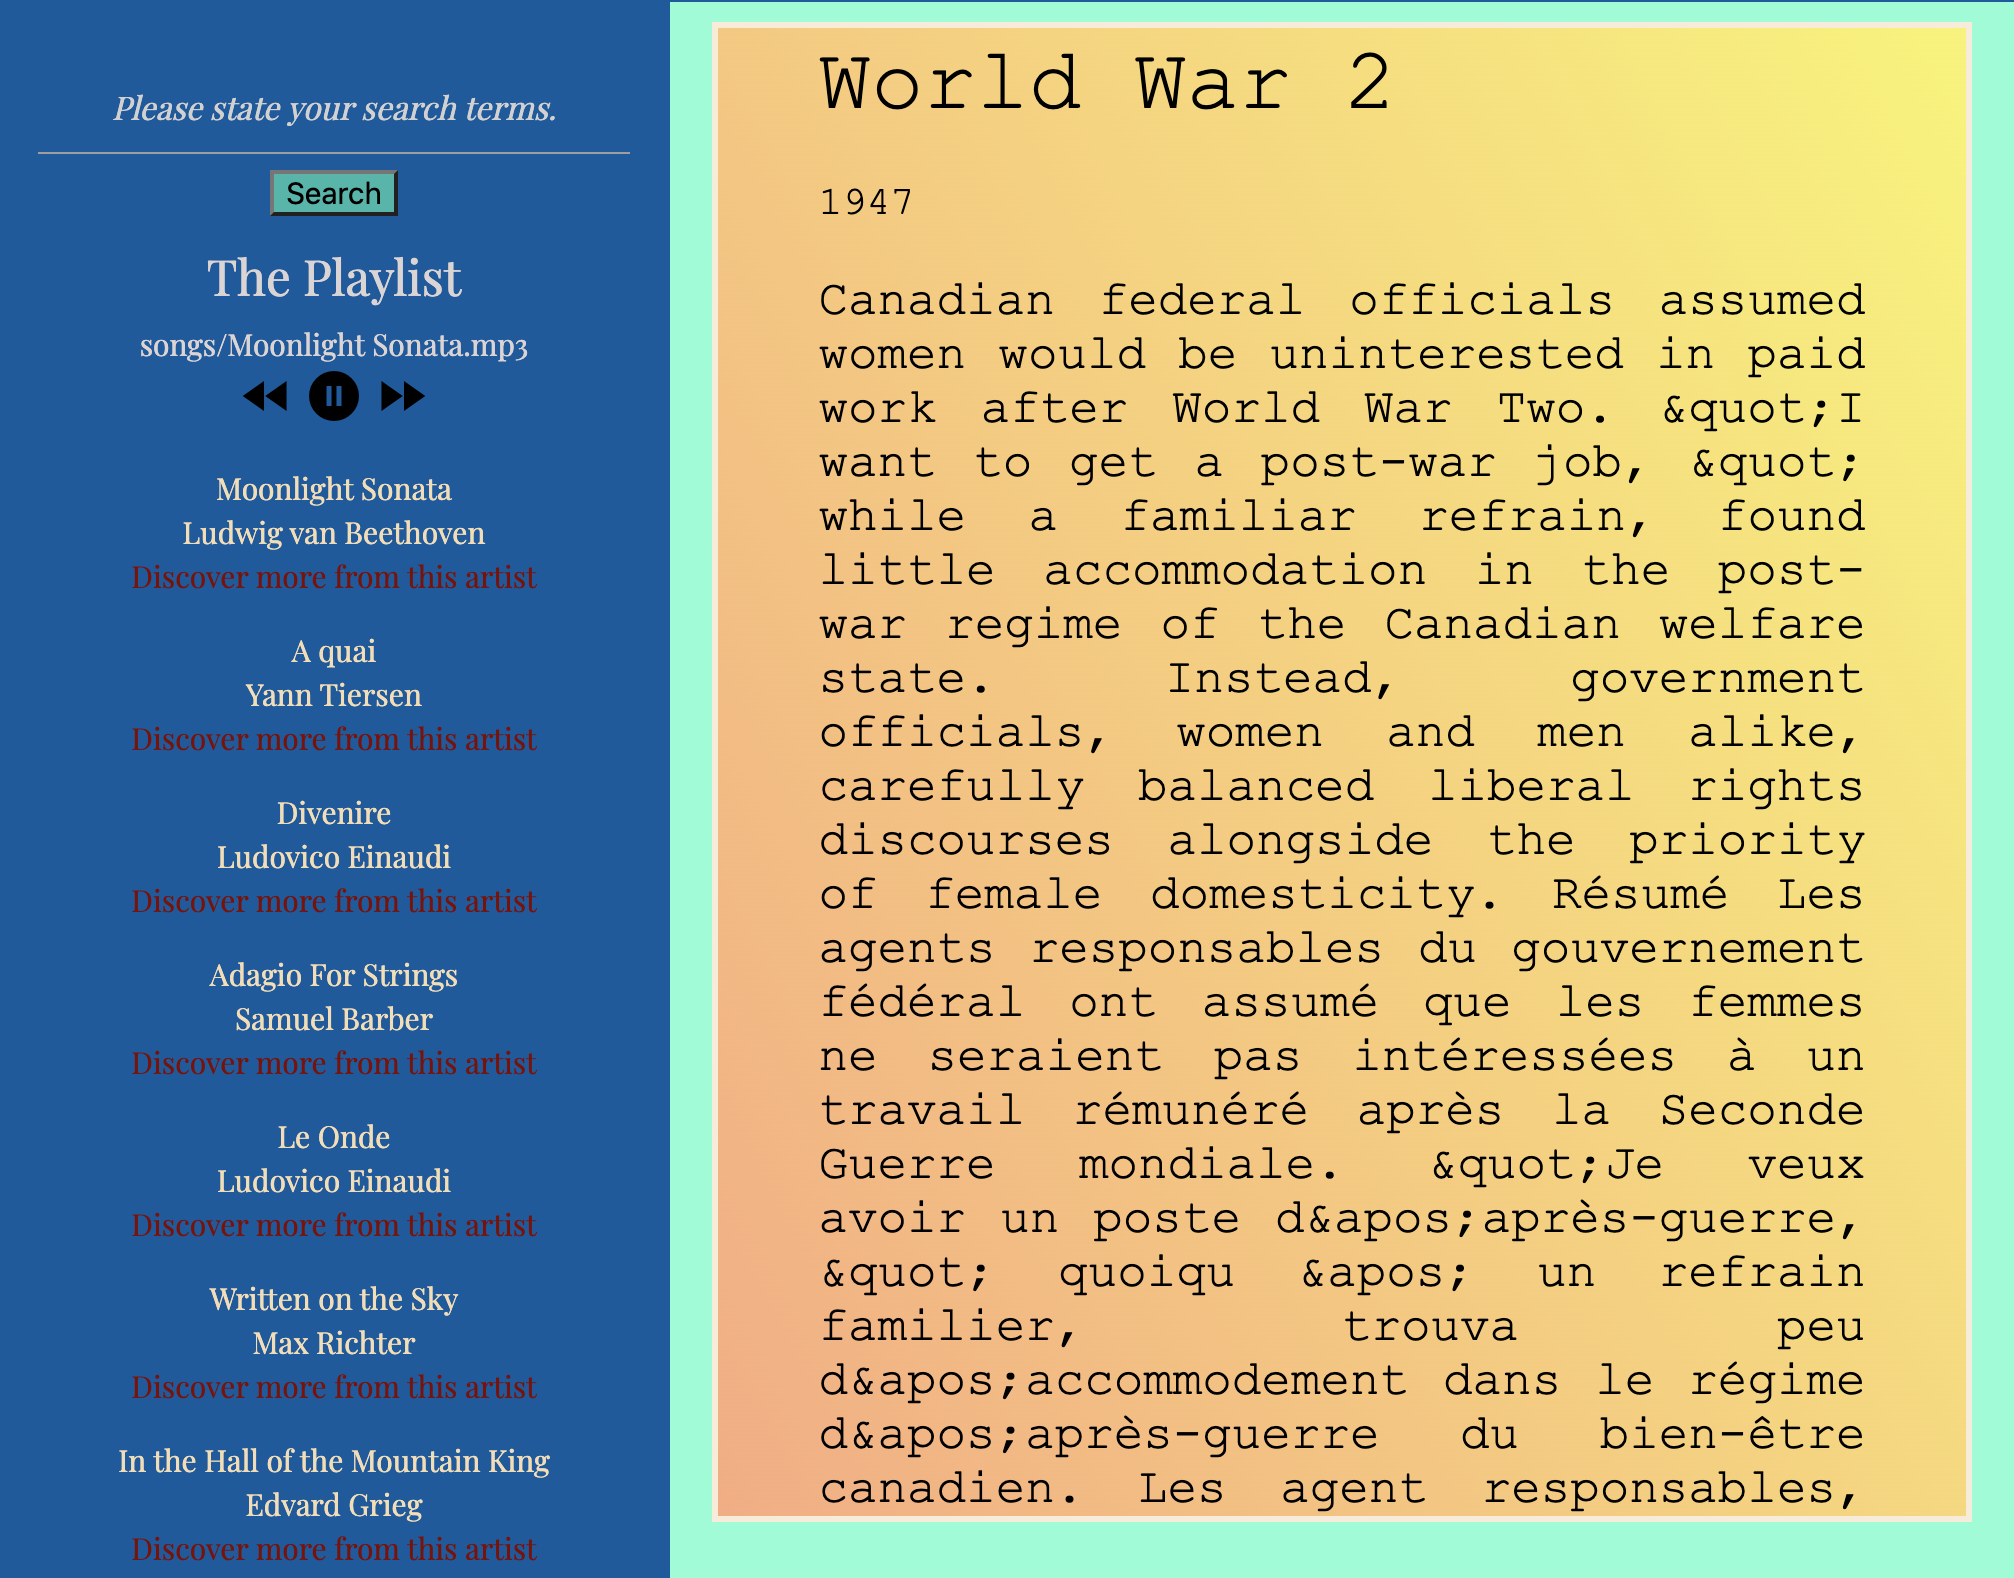 Please state your search terms.
Search
The Playlist
songs/Moonlight Sonata.mp3
Moonlight Sonata
Ludwig van Beethoven
Discover more from this artist
A quai
Yann Tiersen
Discover more from this artist
Divenire
Ludovico Einaudi
Discover more from this artist
Adagio For Strings
Samuel Barber
Discover more from this artist
Le Onde
Ludovico Einaudi
Discover more from this artist
Written on the Sky
Max Richter
Discover more from this artist
In the Hall of the Mountain King
Edvard Grieg
Discover more from this artist
World War 2
1947
Canadian federal officials assumed
women would be uninterested in paid
work after World War Two. &quot;I
want to get a post-war job, &quot;
while a familiar refrain, found
little accommodation in the post-
war regime of the Canadian welfare
state. Instead, government
officials, women and men alike,
carefully balanced liberal rights
discourses alongside the priority
of female domesticity. Résumé Les
agents responsables du gouvernement
fédéral ont assumé que les femmes
ne seraient pas intéressées à un
travail rémunéré après la Seconde
Guerre mondiale. &quot;Je veux
avoir un poste d&apos;après-guerre,
&quot; quoiqu &apos; un refrain
familier, trouva peu
d&apos;accommodement dans le régime
d&apos;après-guerre du bien-être
canadien. Les agent responsables,